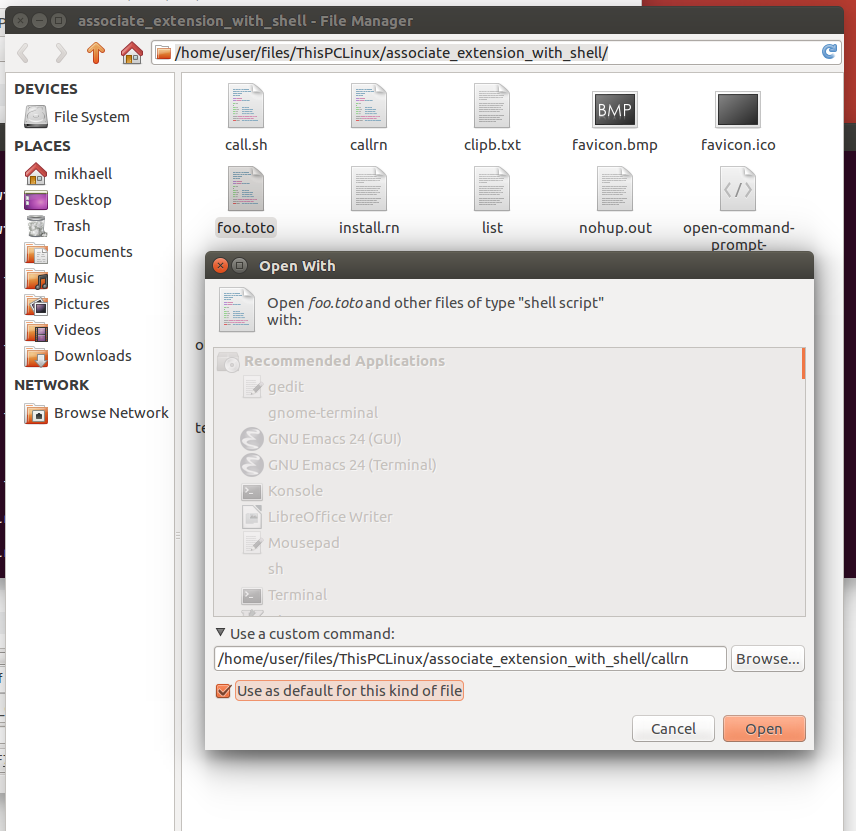 associate_extension_with_shell - File Manager
/home/user/files/ThisPCLinux/associate_extension_with_shell/
DEVICES
File System
PLACES
mikhaell
Desktop
Trash
Documents
Music
Pictures
Videos
Downloads
NETWORK
Browse Network
call.sh
callrn
clipb.txt
BMP
favicon.bmp
favicon.ico
foo.toto
install.rn
list
nohup.out
open-command-
prompt-
Open With
Open foo.toto and other files of type "shell script"
with:
Recommended Applications
gedit
gnome-terminal
GNU Emacs 24 (GUI)
GNU Emacs 24 (Terminal)
Konsole
LibreOffice Writer
Mousepad
sh
Terminal
Use a custom command:
/home/user/files/ThisPCLinux/associate_extension_with_shell/callrn
Browse...
Use as default for this kind of file
Cancel
Open